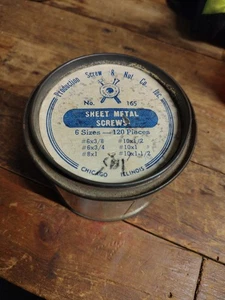 Production Screw & Nut Co. Inc
No. 165
SHEET METAL
SCREWS
6 Sizes — 120 Pieces
#6x3/8 #10x1/2
#6x3/4 #10x1
#8x1 #10x1-1/2
CHICAGO ILLINOIS